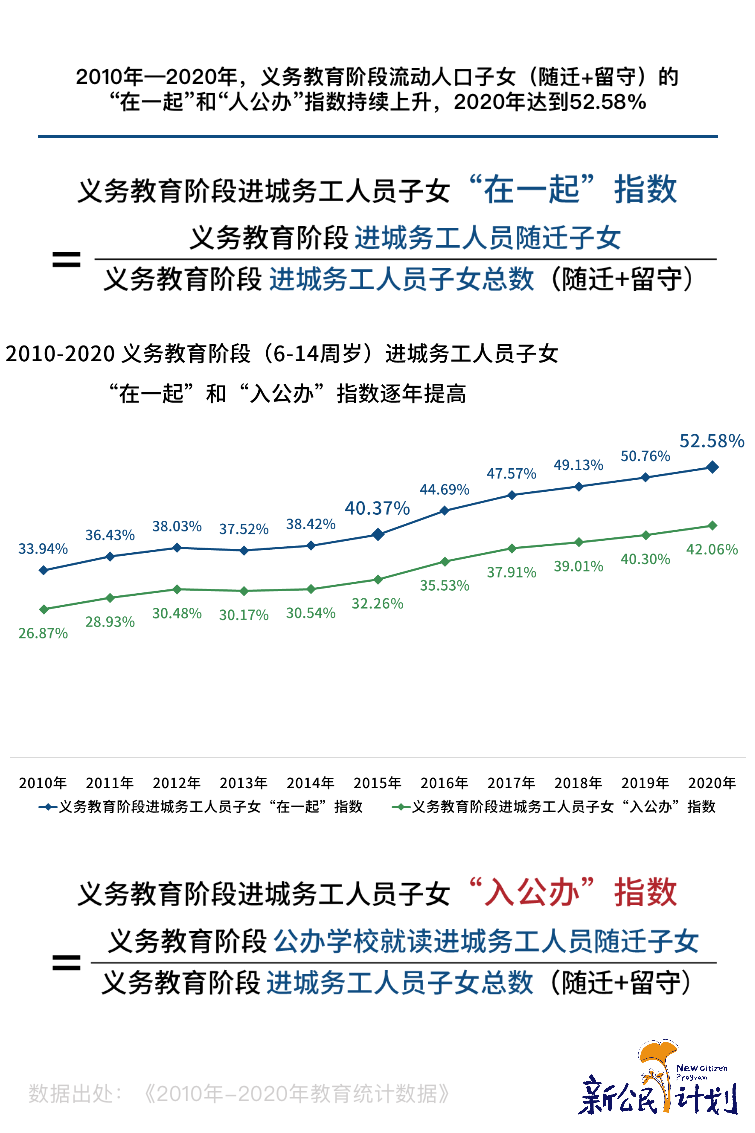 2010年—2020年，义务教育阶段流动人口子女（随迁+留守）的
“在一起”和“人公办”指数持续上升，2020年达到52.58%
义务教育阶段进城务工人员子女“在一起”指数
=
义务教育阶段 进城务工人员随迁子女
义务教育阶段 进城务工人员子女总数（随迁+留守）
2010-2020 义务教育阶段（6-14周岁）进城务工人员子女
“在一起”和“入公办”指数逐年提高
33.94% 36.43% 38.03% 37.52% 38.42% 40.37% 44.69% 47.57% 49.13% 50.76% 52.58%
26.87% 28.93% 30.48% 30.17% 30.54% 32.26% 35.53% 37.91% 39.01% 40.30% 42.06%
2010年 2011年 2012年 2013年 2014年 2015年 2016年 2017年 2018年 2019年 2020年
义务教育阶段进城务工人员子女“在一起”指数 义务教育阶段进城务工人员子女“入公办”指数
义务教育阶段进城务工人员子女“入公办”指数
=
义务教育阶段 公办学校就读进城务工人员随迁子女
义务教育阶段 进城务工人员子女总数（随迁+留守）
New Citizen
Program
新公民计划
数据出处：《2010年-2020年教育统计数据》